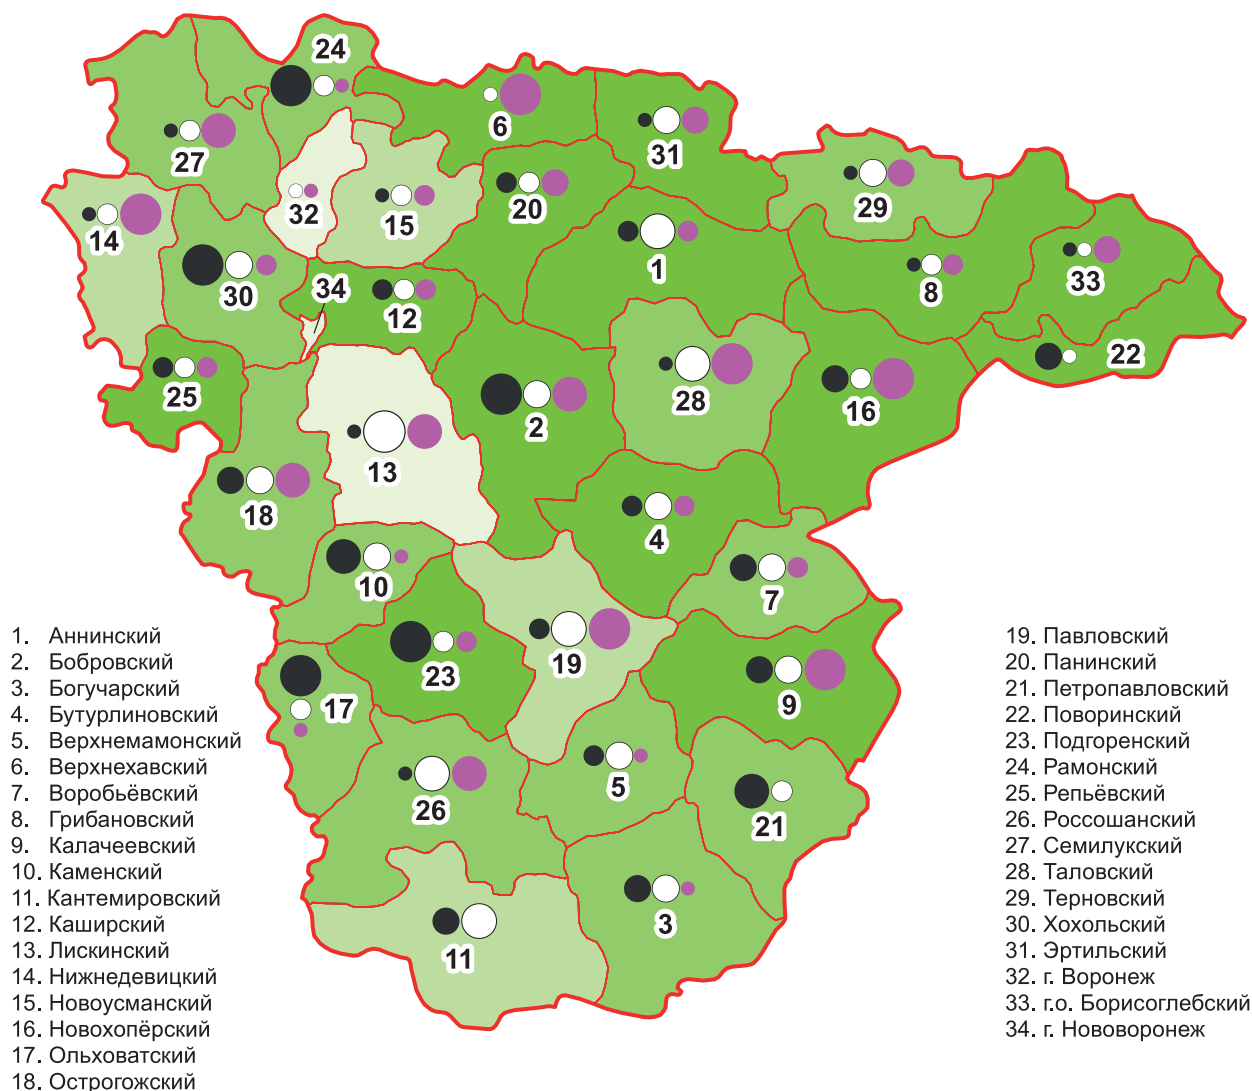 24
6
31
27
32
15
20
29
14
1
30
34
12
8
33
25
28
16
22
2
13
18
4
10
7
19
23
17
9
5
26
21
11
3
1. Аннинский
2. Бобровский
3. Богучарский
4. Бутурлиновский
5. Верхнемамонский
6. Верхнехавский
7. Воробьёвский
8. Грибановский
9. Калачеевский
10. Каменский
11. Кантемировский
12. Каширский
13. Лискинский
14. Нижнедевицкий
15. Новоусманский
16. Новохопёрский
17. Ольховатский
18. Острогожский
19. Павловский
20. Панинский
21. Петропавловский
22. Поворинский
23. Подгоренский
24. Рамонский
25. Репьёвский
26. Россошанский
27. Семилукский
28. Таловский
29. Терновский
30. Хохольский
31. Эртильский
32. г. Воронеж
33. г.о. Борисоглебский
34. г. Нововоронеж